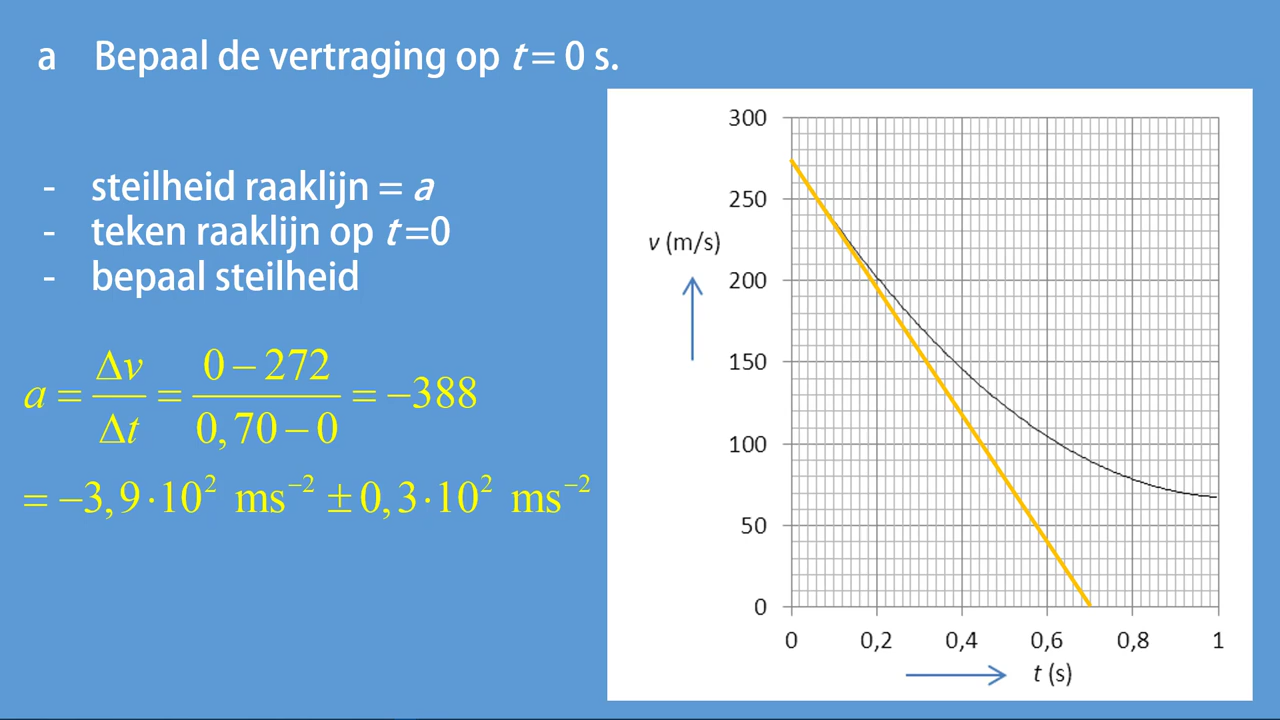 a Bepaal de vertraging op t = 0 s.
- steilheid raaklijn = a
- teken raaklijn op t =0
- bepaal steilheid
a = Δv/Δt = (0 − 272)/(0,70 − 0) = −388
= −3,9·10² ms⁻² ± 0,3·10² ms⁻²
300
250
v (m/s)
200
150
100
50
0
0 0,2 0,4 0,6 0,8 1
t (s)